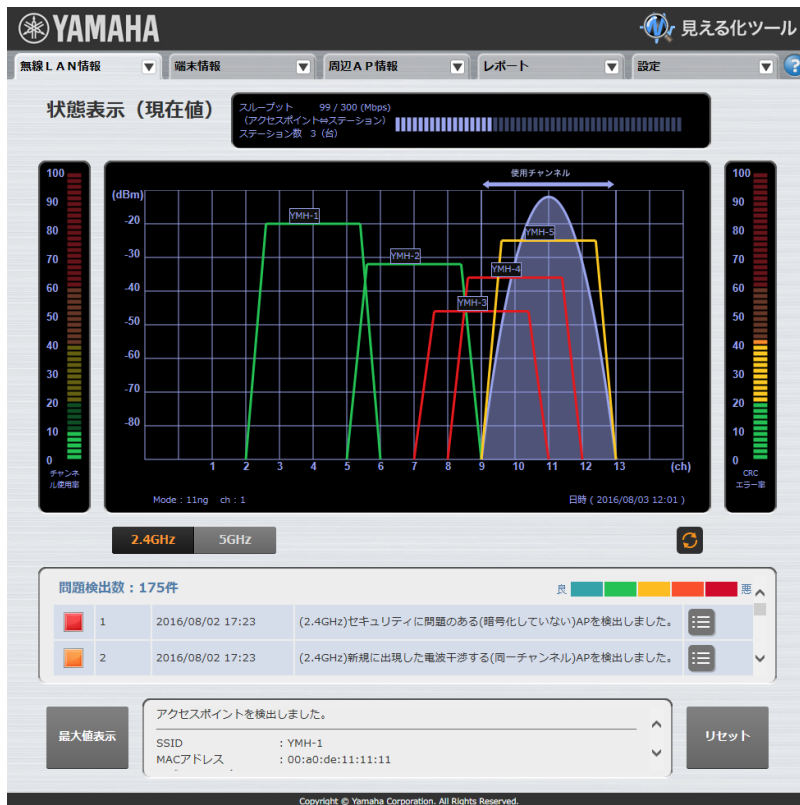 YAMAHA
見える化ツール
無線LAN情報 ▼ 端末情報 ▼ 周辺AP情報 ▼ レポート ▼ 設定 ▼ ?
状態表示（現在値）
スループット 99 / 300 (Mbps)
（アクセスポイント⇔ステーション）
ステーション数 3（台）
100
90
80
70
60
50
40
30
20
10
0
チャンネ
ル使用率
使用チャンネル
(dBm)
-20
-30
-40
-50
-60
-70
-80
YMH-1
YMH-2
YMH-5
YMH-4
YMH-3
1 2 3 4 5 6 7 8 9 10 11 12 13 (ch)
Mode : 11ng ch : 1
日時 ( 2016/08/03 12:01 )
100
90
80
70
60
50
40
30
20
10
0
CRC
エラー率
2.4GHz 5GHz
問題検出数 : 175件
良 悪
1 2016/08/02 17:23 (2.4GHz)セキュリティに問題のある(暗号化していない)APを検出しました。
2 2016/08/02 17:23 (2.4GHz)新規に出現した電波干渉する(同一チャンネル)APを検出しました。
最大値表示
アクセスポイントを検出しました。
SSID : YMH-1
MACアドレス : 00:a0:de:11:11:11
リセット
Copyright © Yamaha Corporation. All Rights Reserved.